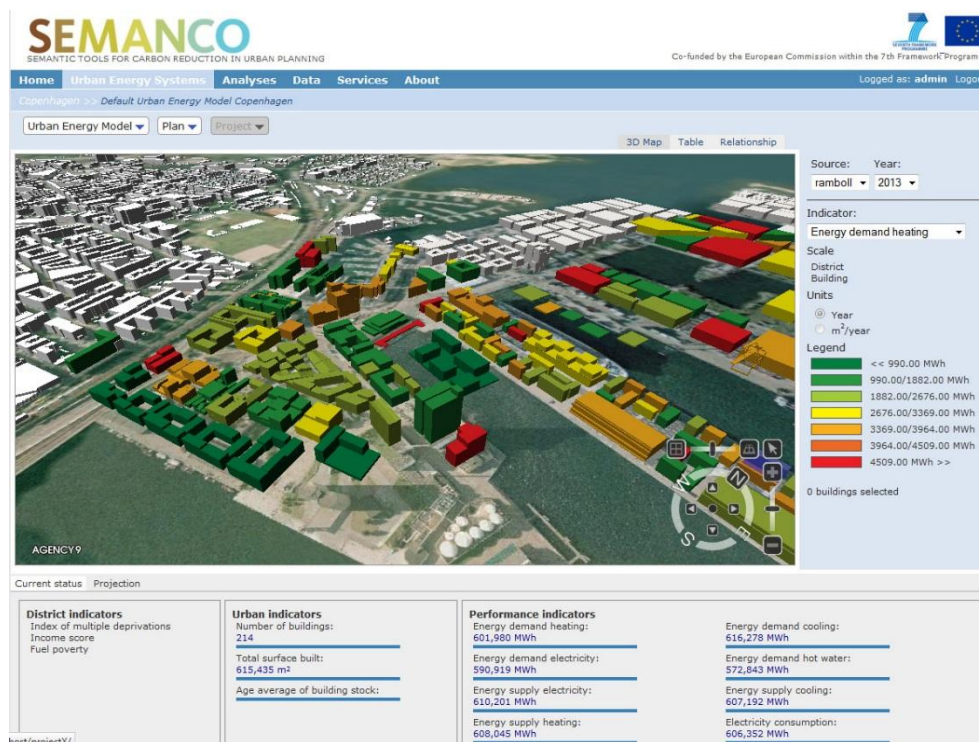 SEMANCO
SEMANTIC TOOLS FOR CARBON REDUCTION IN URBAN PLANNING
SEVENTH FRAMEWORK
PROGRAMME
Co-funded by the European Commission within the 7th Framework Program
Home Urban Energy Systems Analyses Data Services About
Logged as: admin Logou
Copenhagen >> Default Urban Energy Model Copenhagen
Urban Energy Model Plan Project
3D Map Table Relationship
Source: Year:
ramboll 2013
Indicator:
Energy demand heating
Scale
District
Building
Units
Year
m²/year
Legend
<< 990.00 MWh
990.00/1882.00 MWh
1882.00/2676.00 MWh
2676.00/3369.00 MWh
3369.00/3964.00 MWh
3964.00/4509.00 MWh
4509.00 MWh >>
0 buildings selected
N
W
S
E
AGENCY9
Current status Projection
District indicators
Index of multiple deprivations
Income score
Fuel poverty
Urban indicators
Number of buildings:
214
Total surface built:
615,435 m²
Age average of building stock:
Performance indicators
Energy demand heating:
601,980 MWh
Energy demand electricity:
590,919 MWh
Energy supply electricity:
610,201 MWh
Energy supply heating:
608,045 MWh
Energy demand cooling:
616,278 MWh
Energy demand hot water:
572,843 MWh
Energy supply cooling:
607,192 MWh
Electricity consumption:
606,352 MWh